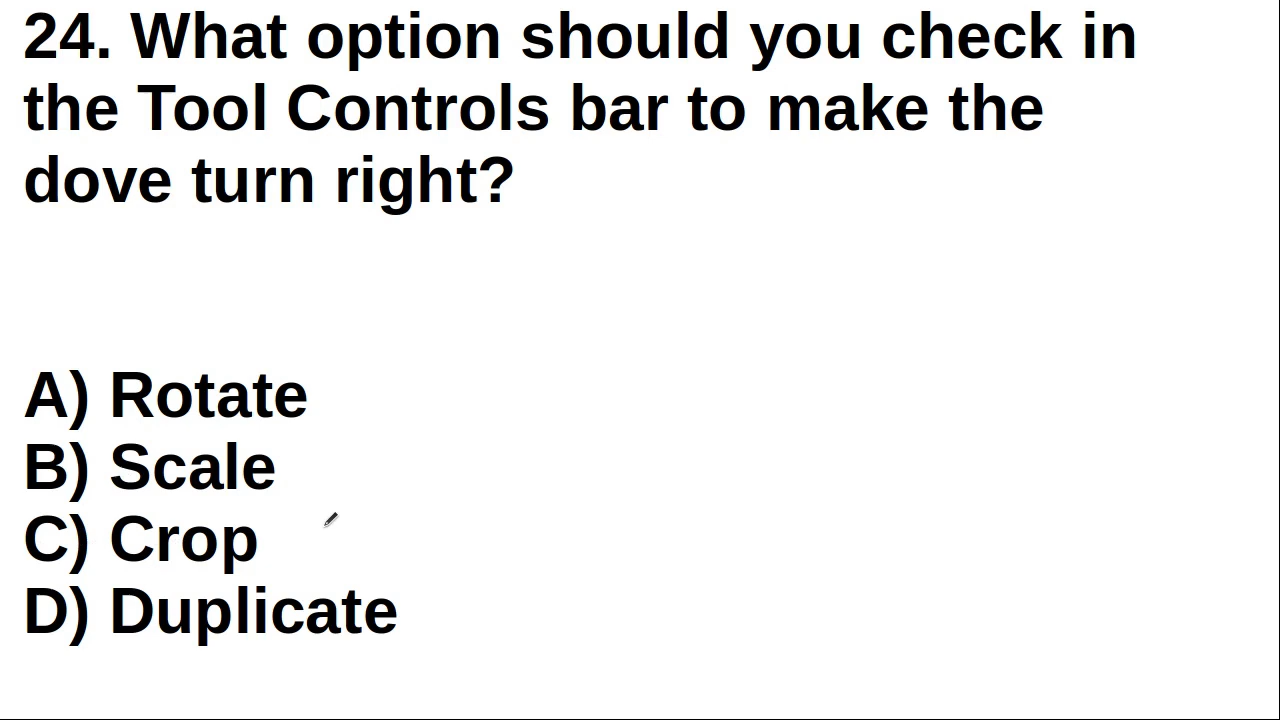 24. What option should you check in
the Tool Controls bar to make the
dove turn right?
A) Rotate
B) Scale
C) Crop
D) Duplicate